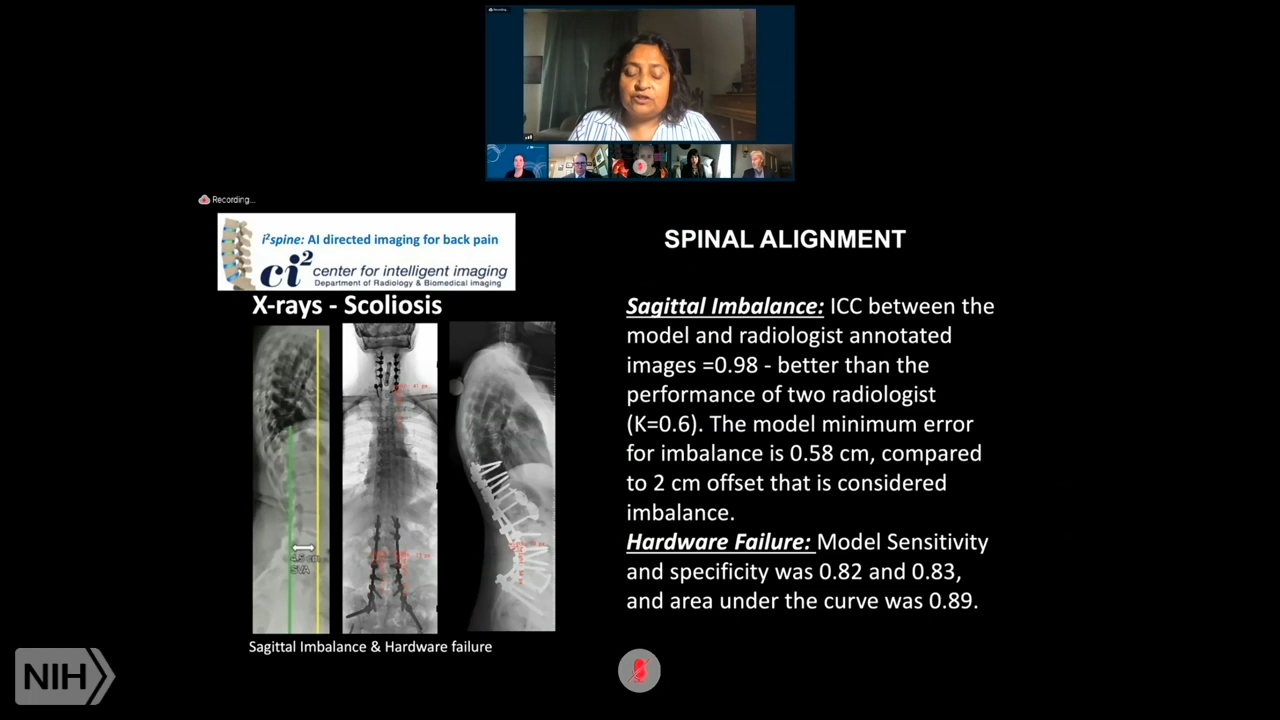 Recording...
Recording...
i²spine: AI directed imaging for back pain
ci² center for intelligent imaging
Department of Radiology & Biomedical imaging
X-rays - Scoliosis
SVA
Sagittal Imbalance & Hardware failure
SPINAL ALIGNMENT
Sagittal Imbalance: ICC between the
model and radiologist annotated
images =0.98 - better than the
performance of two radiologist
(K=0.6). The model minimum error
for imbalance is 0.58 cm, compared
to 2 cm offset that is considered
imbalance.
Hardware Failure: Model Sensitivity
and specificity was 0.82 and 0.83,
and area under the curve was 0.89.
NIH